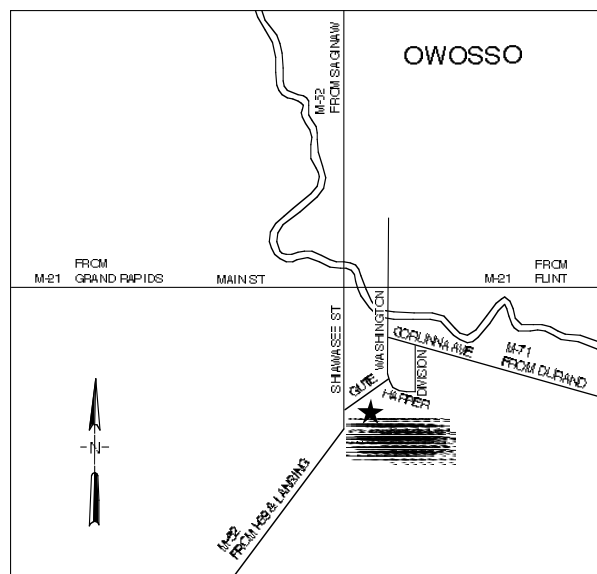 OWOSSO
M-52
FROM SAGINAW
FROM
M-21 GRAND RAPIDS
MAIN ST
FROM
M-21 FLINT
SHIAWASEE ST
WASHINGTON
CORUNNA AVE
M-71
FROM DURAND
DIVISION
GUTE
HARPER
-N-
M-52
FROM I-69 & LANSING